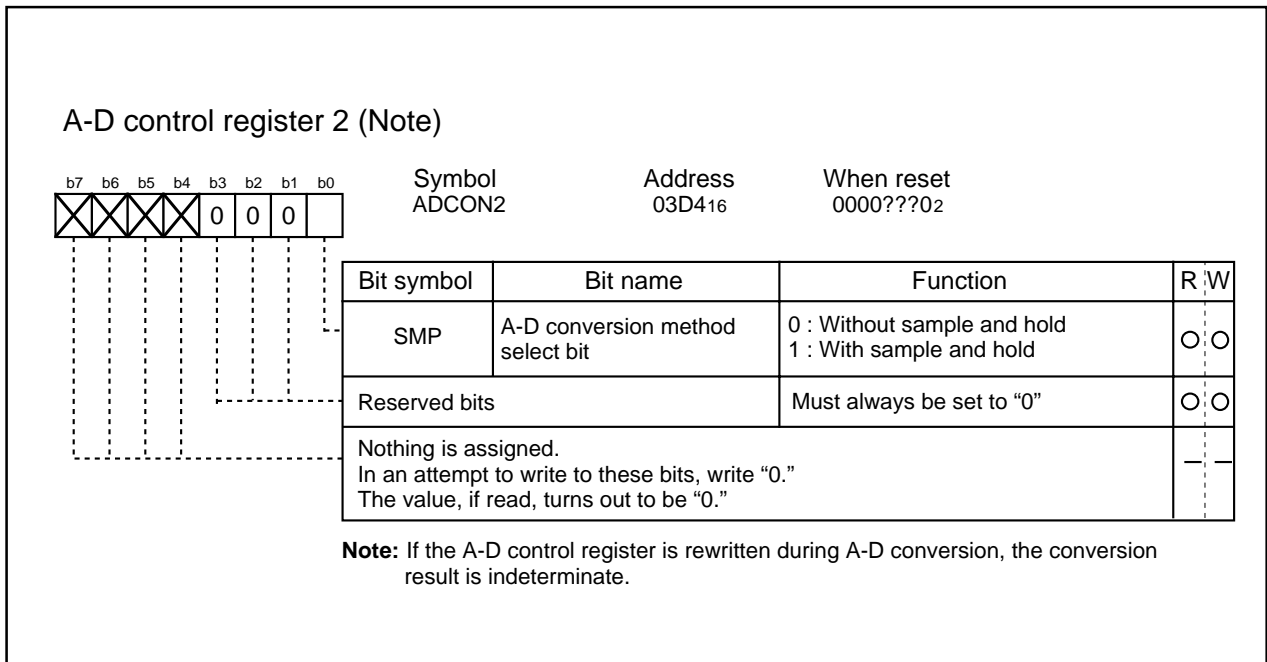 A-D control register 2 (Note)
b7 b6 b5 b4 b3 b2 b1 b0
Symbol Address When reset
ADCON2 03D416 0000???02
0 0 0
Bit symbol Bit name Function R W
SMP A-D conversion method select bit 0 : Without sample and hold
1 : With sample and hold
Reserved bits Must always be set to “0”
Nothing is assigned.
In an attempt to write to these bits, write “0.”
The value, if read, turns out to be “0.”
Note: If the A-D control register is rewritten during A-D conversion, the conversion
result is indeterminate.